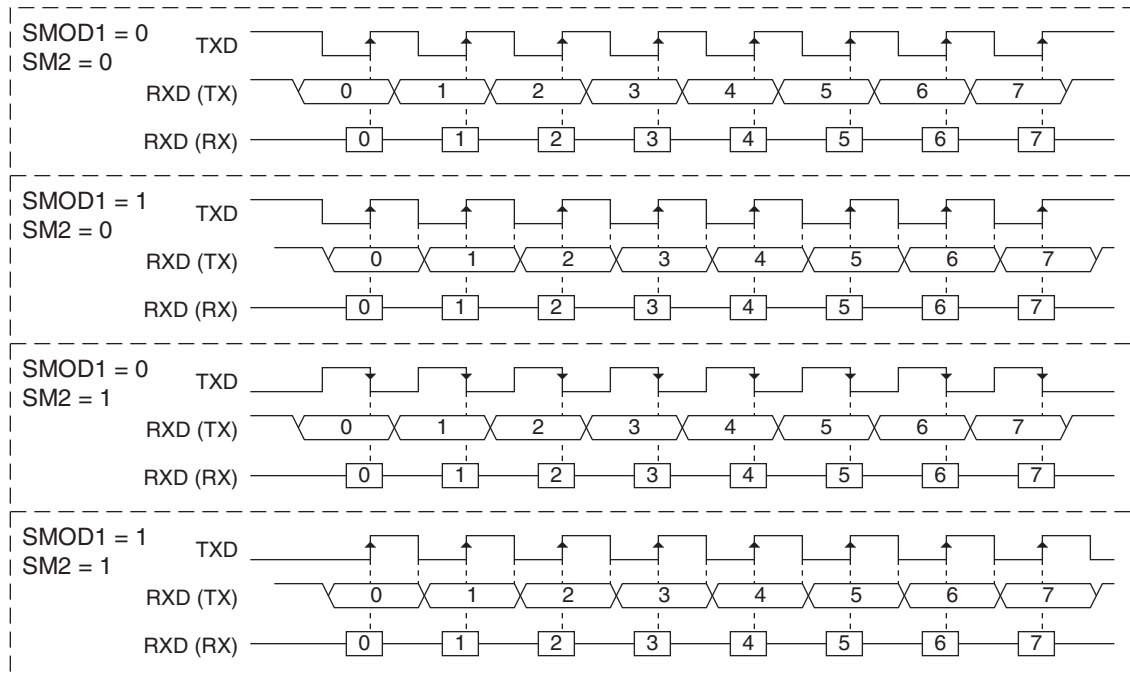 SMOD1 = 0
SM2 = 0
TXD
RXD (TX) 0 1 2 3 4 5 6 7
RXD (RX) 0 1 2 3 4 5 6 7
SMOD1 = 1
SM2 = 0
TXD
RXD (TX) 0 1 2 3 4 5 6 7
RXD (RX) 0 1 2 3 4 5 6 7
SMOD1 = 0
SM2 = 1
TXD
RXD (TX) 0 1 2 3 4 5 6 7
RXD (RX) 0 1 2 3 4 5 6 7
SMOD1 = 1
SM2 = 1
TXD
RXD (TX) 0 1 2 3 4 5 6 7
RXD (RX) 0 1 2 3 4 5 6 7